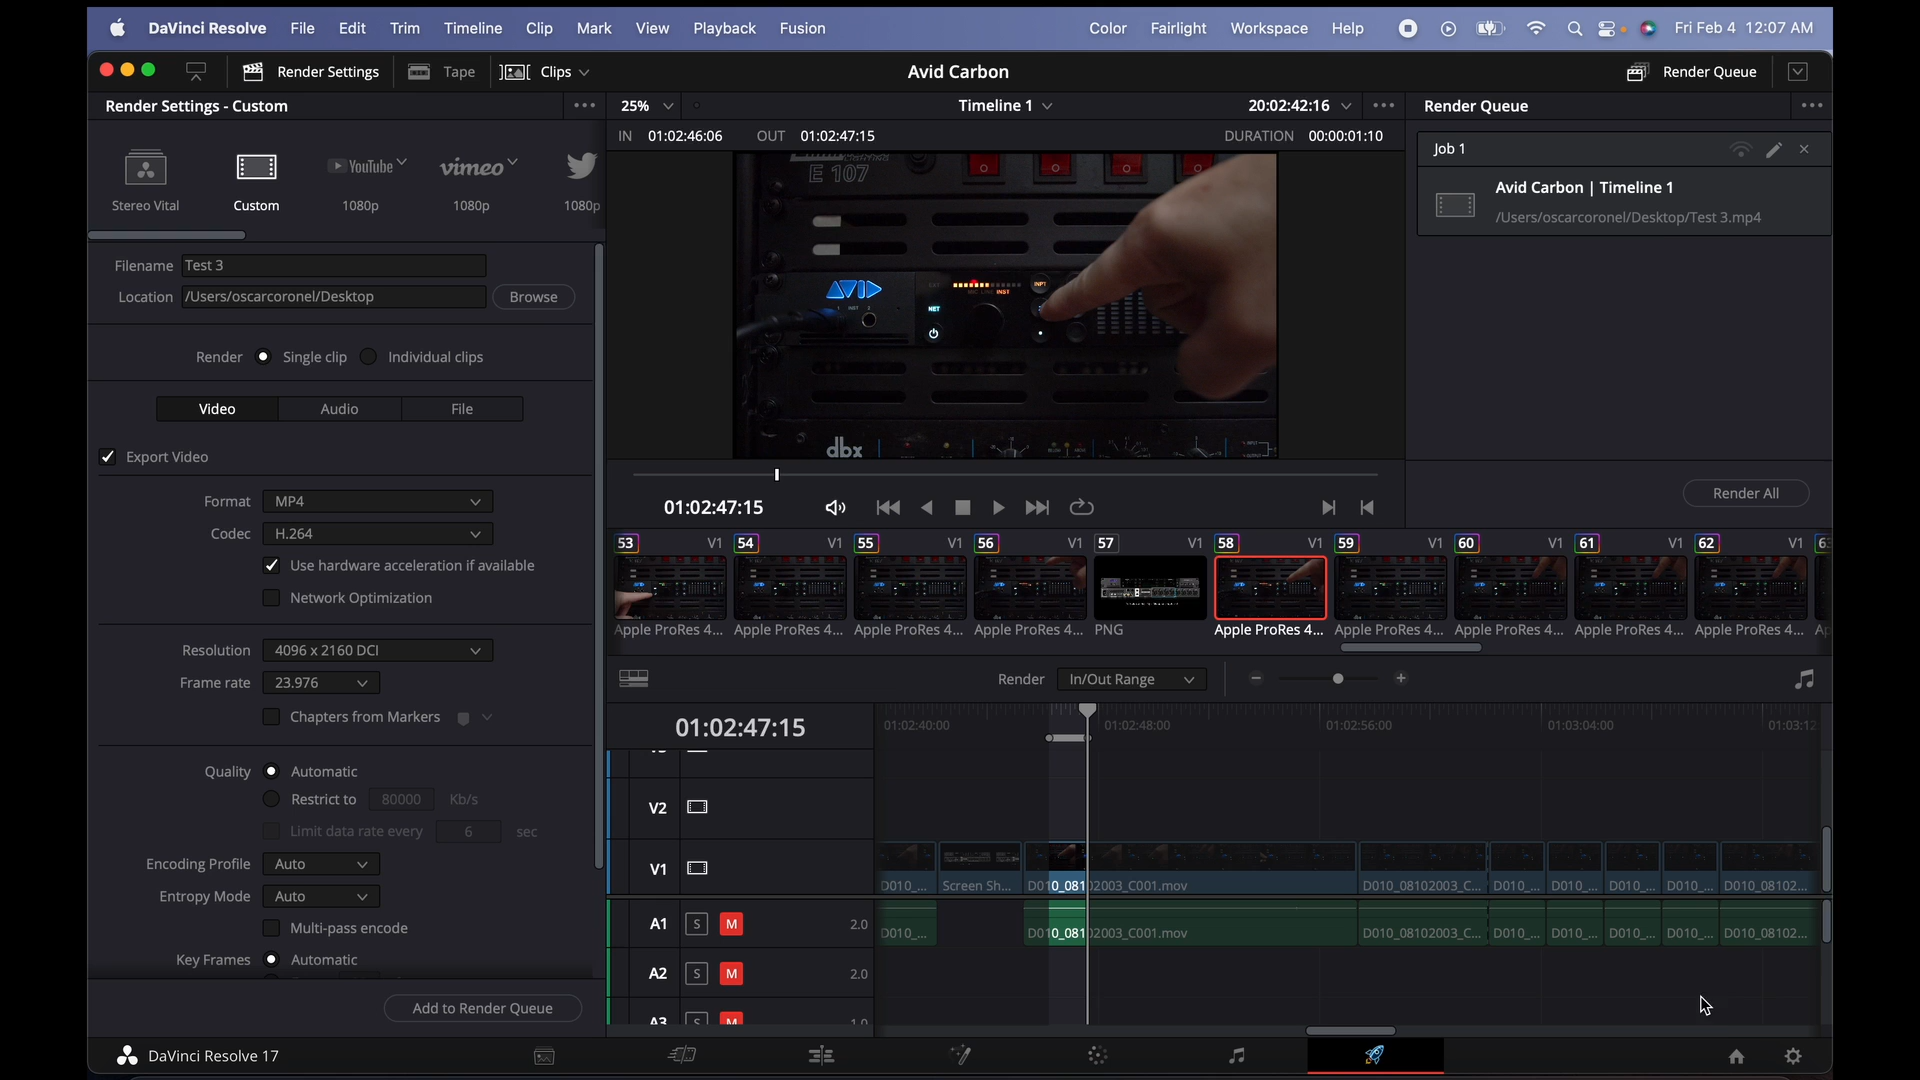 DaVinci Resolve File Edit Trim Timeline Clip Mark View Playback Fusion Color Fairlight Workspace Help Fri Feb 4 12:07 AM
Render Settings Tape Clips Avid Carbon Render Queue
Render Settings - Custom 25% Timeline 1 20:02:42:16 Render Queue
IN 01:02:46:06 OUT 01:02:47:15 DURATION 00:00:01:10
Job 1
Avid Carbon | Timeline 1
/Users/oscarcoronel/Desktop/Test 3.mp4
YouTube vimeo
Stereo Vital Custom 1080p 1080p 1080p
E 107
AVID
INPT
INST
NET
INST
dbx
Filename Test 3
Location /Users/oscarcoronel/Desktop Browse
Render Single clip Individual clips
Video Audio File
Export Video
Format MP4
Codec H.264
Use hardware acceleration if available
Network Optimization
Resolution 4096 x 2160 DCI
Frame rate 23.976
Chapters from Markers
Quality Automatic
Restrict to 80000 Kb/s
Limit data rate every 6 sec
Encoding Profile Auto
Entropy Mode Auto
Multi-pass encode
Key Frames Automatic
Add to Render Queue
Render All
01:02:47:15
53 V1 54 V1 55 V1 56 V1 57 V1 58 V1 59 V1 60 V1 61 V1 62 V1
Apple ProRes 4... Apple ProRes 4... Apple ProRes 4... Apple ProRes 4... PNG Apple ProRes 4... Apple ProRes 4... Apple ProRes 4... Apple ProRes 4... Apple ProRes 4... Ap
Render In/Out Range
01:02:47:15 01:02:40:00 01:02:48:00 01:02:56:00 01:03:04:00 01:03:12:
V2
V1
D010_... Screen Sh... D010_08102003_C001.mov D010_08102003_C... D010_... D010_... D010_... D010_... D010_08102...
A1 S M 2.0
D010_... D010_08102003_C001.mov D010_08102003_C... D010_... D010_... D010_... D010_... D010_08102...
A2 S M 2.0
A3 S M 1.0
DaVinci Resolve 17